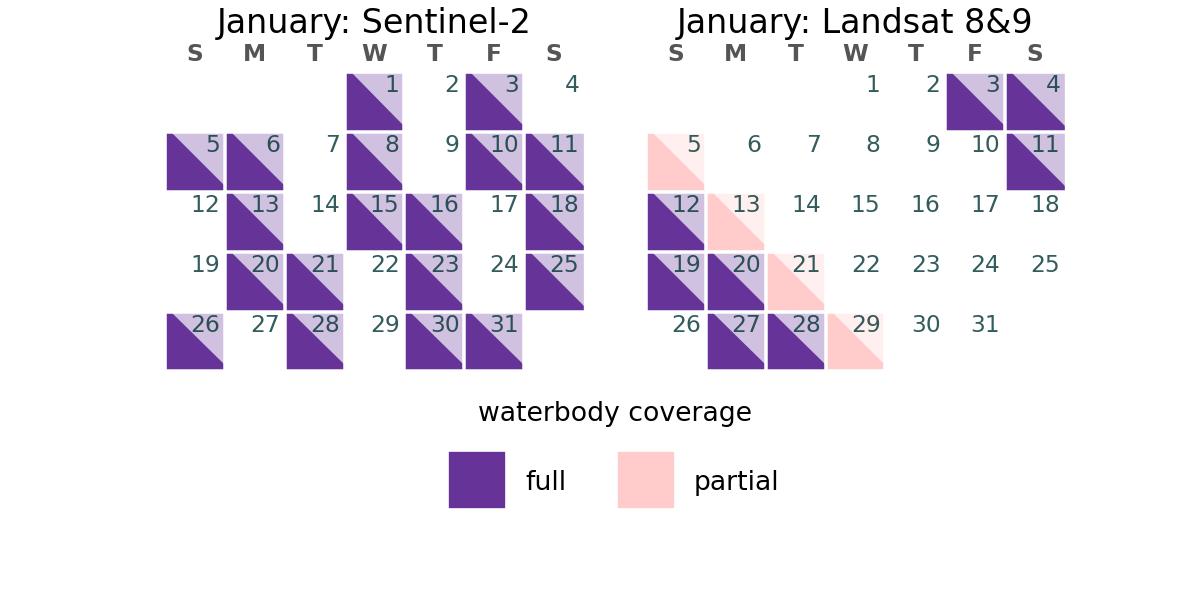 January: Sentinel-2
S M T W T F S
1 2 3 4
5 6 7 8 9 10 11
12 13 14 15 16 17 18
19 20 21 22 23 24 25
26 27 28 29 30 31
January: Landsat 8&9
S M T W T F S
1 2 3 4
5 6 7 8 9 10 11
12 13 14 15 16 17 18
19 20 21 22 23 24 25
26 27 28 29 30 31
waterbody coverage
full partial